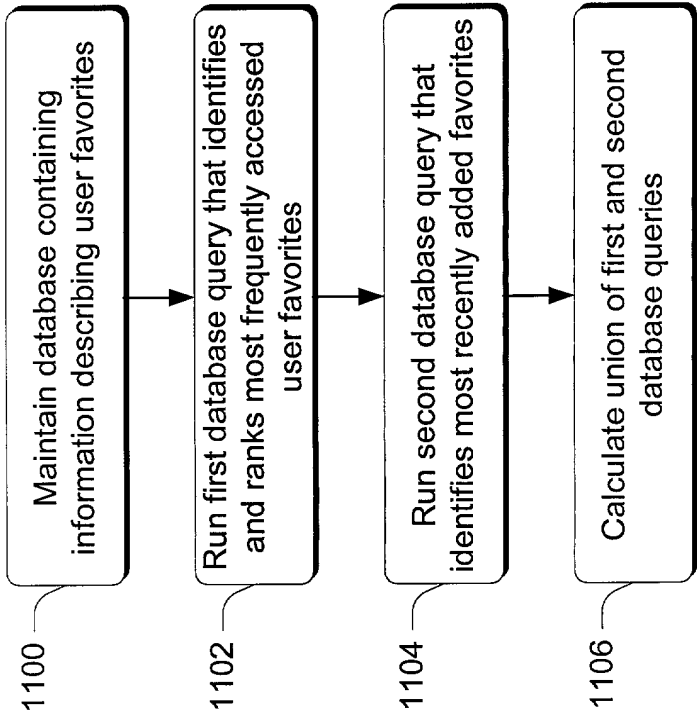 1100
Maintain database containing
information describing user favorites
1102
Run first database query that identifies
and ranks most frequently accessed
user favorites
1104
Run second database query that
identifies most recently added favorites
1106
Calculate union of first and second
database queries